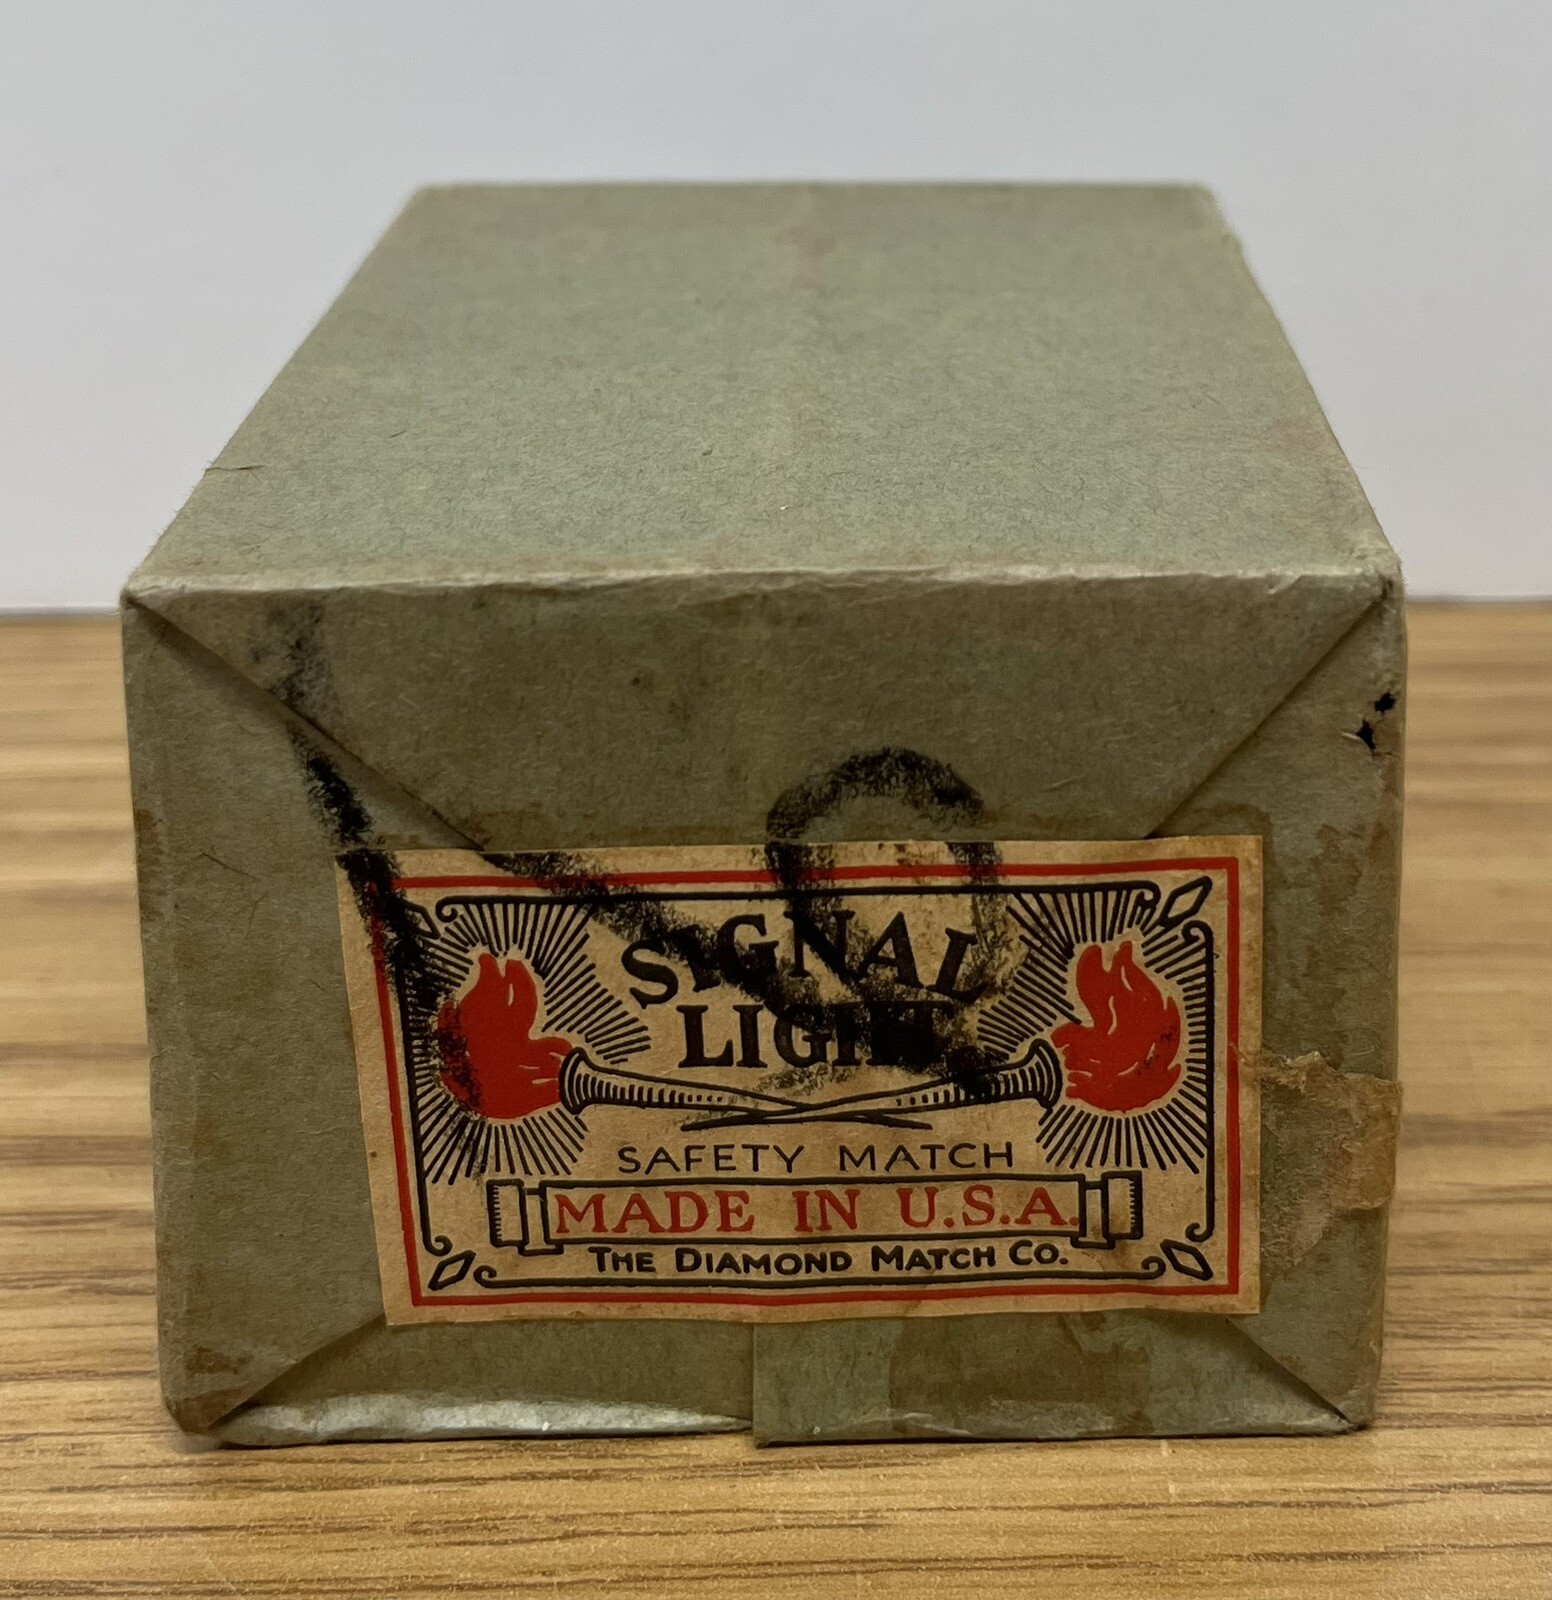 SIGNAL
LIGHT
SAFETY MATCH
MADE IN U.S.A.
THE DIAMOND MATCH CO.